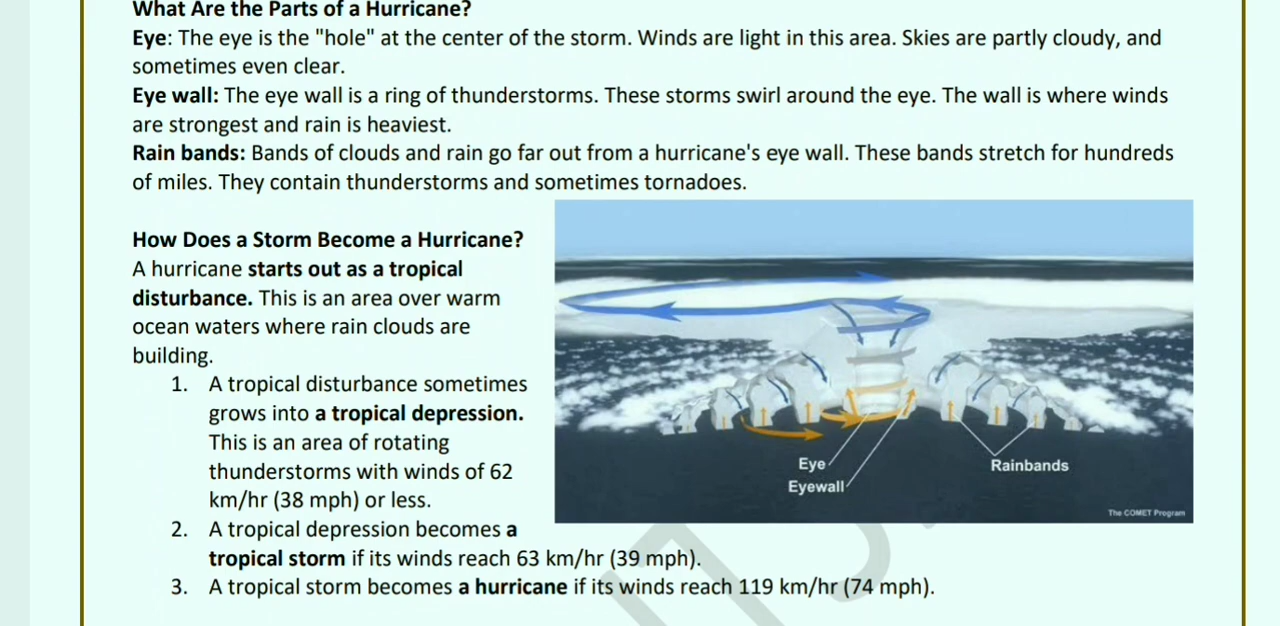 What Are the Parts of a Hurricane?
Eye: The eye is the "hole" at the center of the storm. Winds are light in this area. Skies are partly cloudy, and
sometimes even clear.
Eye wall: The eye wall is a ring of thunderstorms. These storms swirl around the eye. The wall is where winds
are strongest and rain is heaviest.
Rain bands: Bands of clouds and rain go far out from a hurricane's eye wall. These bands stretch for hundreds
of miles. They contain thunderstorms and sometimes tornadoes.
How Does a Storm Become a Hurricane?
A hurricane starts out as a tropical
disturbance. This is an area over warm
ocean waters where rain clouds are
building.
1. A tropical disturbance sometimes
grows into a tropical depression.
This is an area of rotating
thunderstorms with winds of 62
km/hr (38 mph) or less.
2. A tropical depression becomes a
tropical storm if its winds reach 63 km/hr (39 mph).
3. A tropical storm becomes a hurricane if its winds reach 119 km/hr (74 mph).
Eye
Eyewall
Rainbands
The COMET Program